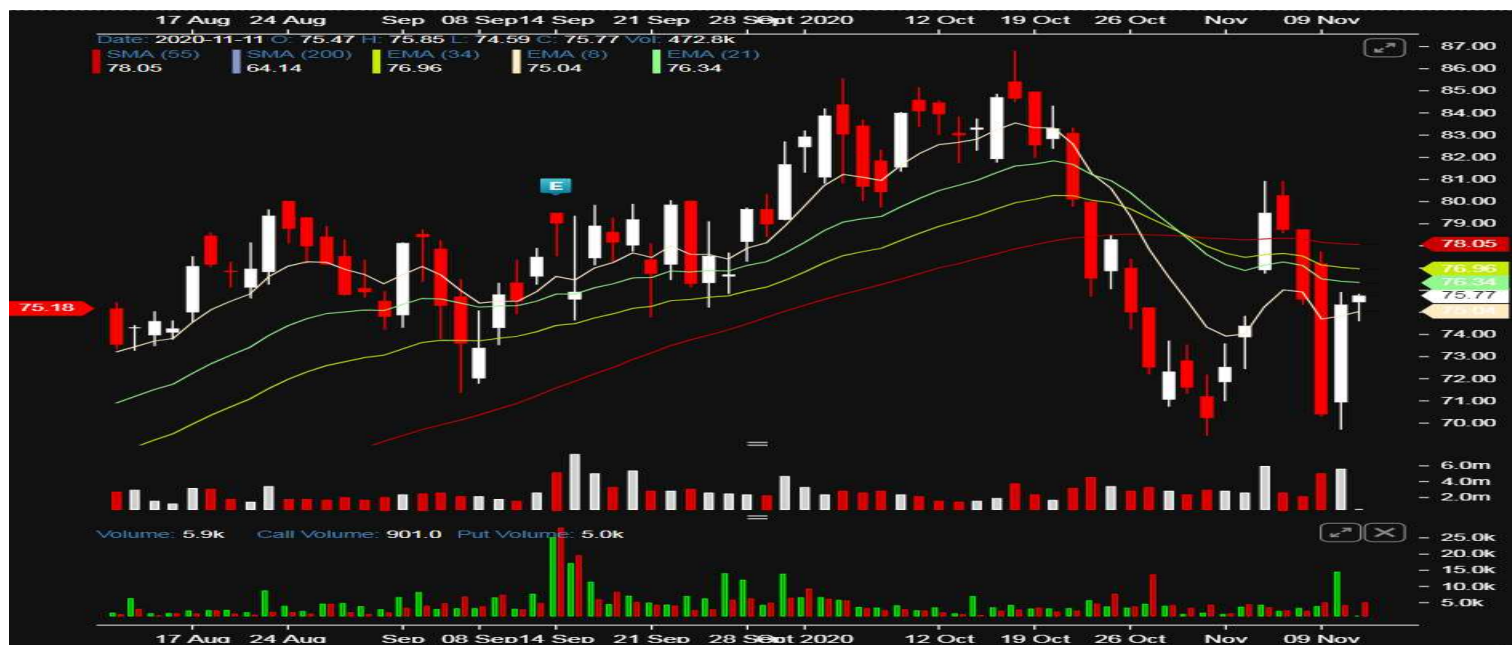 17 Aug 24 Aug Sep 08 Sep 14 Sep 21 Sep 28 Sep 2020 12 Oct 19 Oct 26 Oct Nov 09 Nov
Date: 2020-11-11 O: 75.47 H: 75.85 L: 74.59 C: 75.77 Vol: 472.8k
SMA (55) SMA (200) EMA (34) EMA (8) EMA (21)
78.05 64.14 76.96 75.04 76.34
87.00
86.00
85.00
84.00
83.00
82.00
81.00
E
80.00
79.00
78.05
76.96
76.34
75.77
75.18
75.04
74.00
73.00
72.00
71.00
70.00
6.0m
4.0m
2.0m
Volume: 5.9k Call Volume: 901.0 Put Volume: 5.0k
25.0k
20.0k
15.0k
10.0k
5.0k
17 Aug 24 Aug Sep 08 Sep 14 Sep 21 Sep 28 Sep 2020 12 Oct 19 Oct 26 Oct Nov 09 Nov